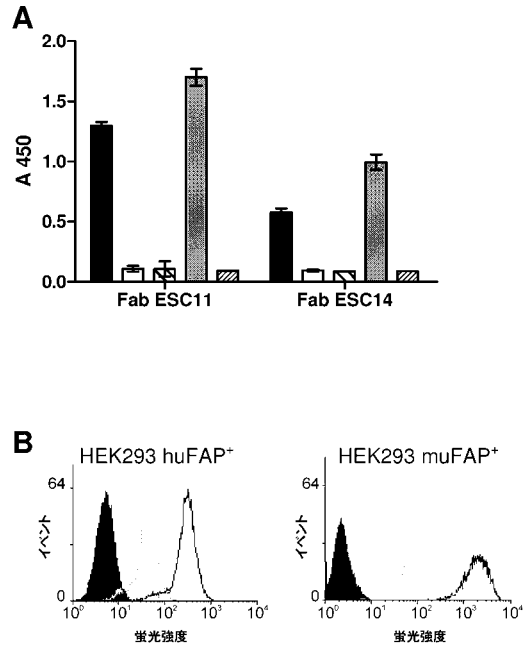 A
2.0
1.5
1.0
0.5
0.0
A 450
Fab ESC11
Fab ESC14
B
HEK293 huFAP⁺
64
イベント
0
10⁰ 10¹ 10² 10³ 10⁴
蛍光強度
HEK293 muFAP⁺
64
イベント
0
10⁰ 10¹ 10² 10³ 10⁴
蛍光強度